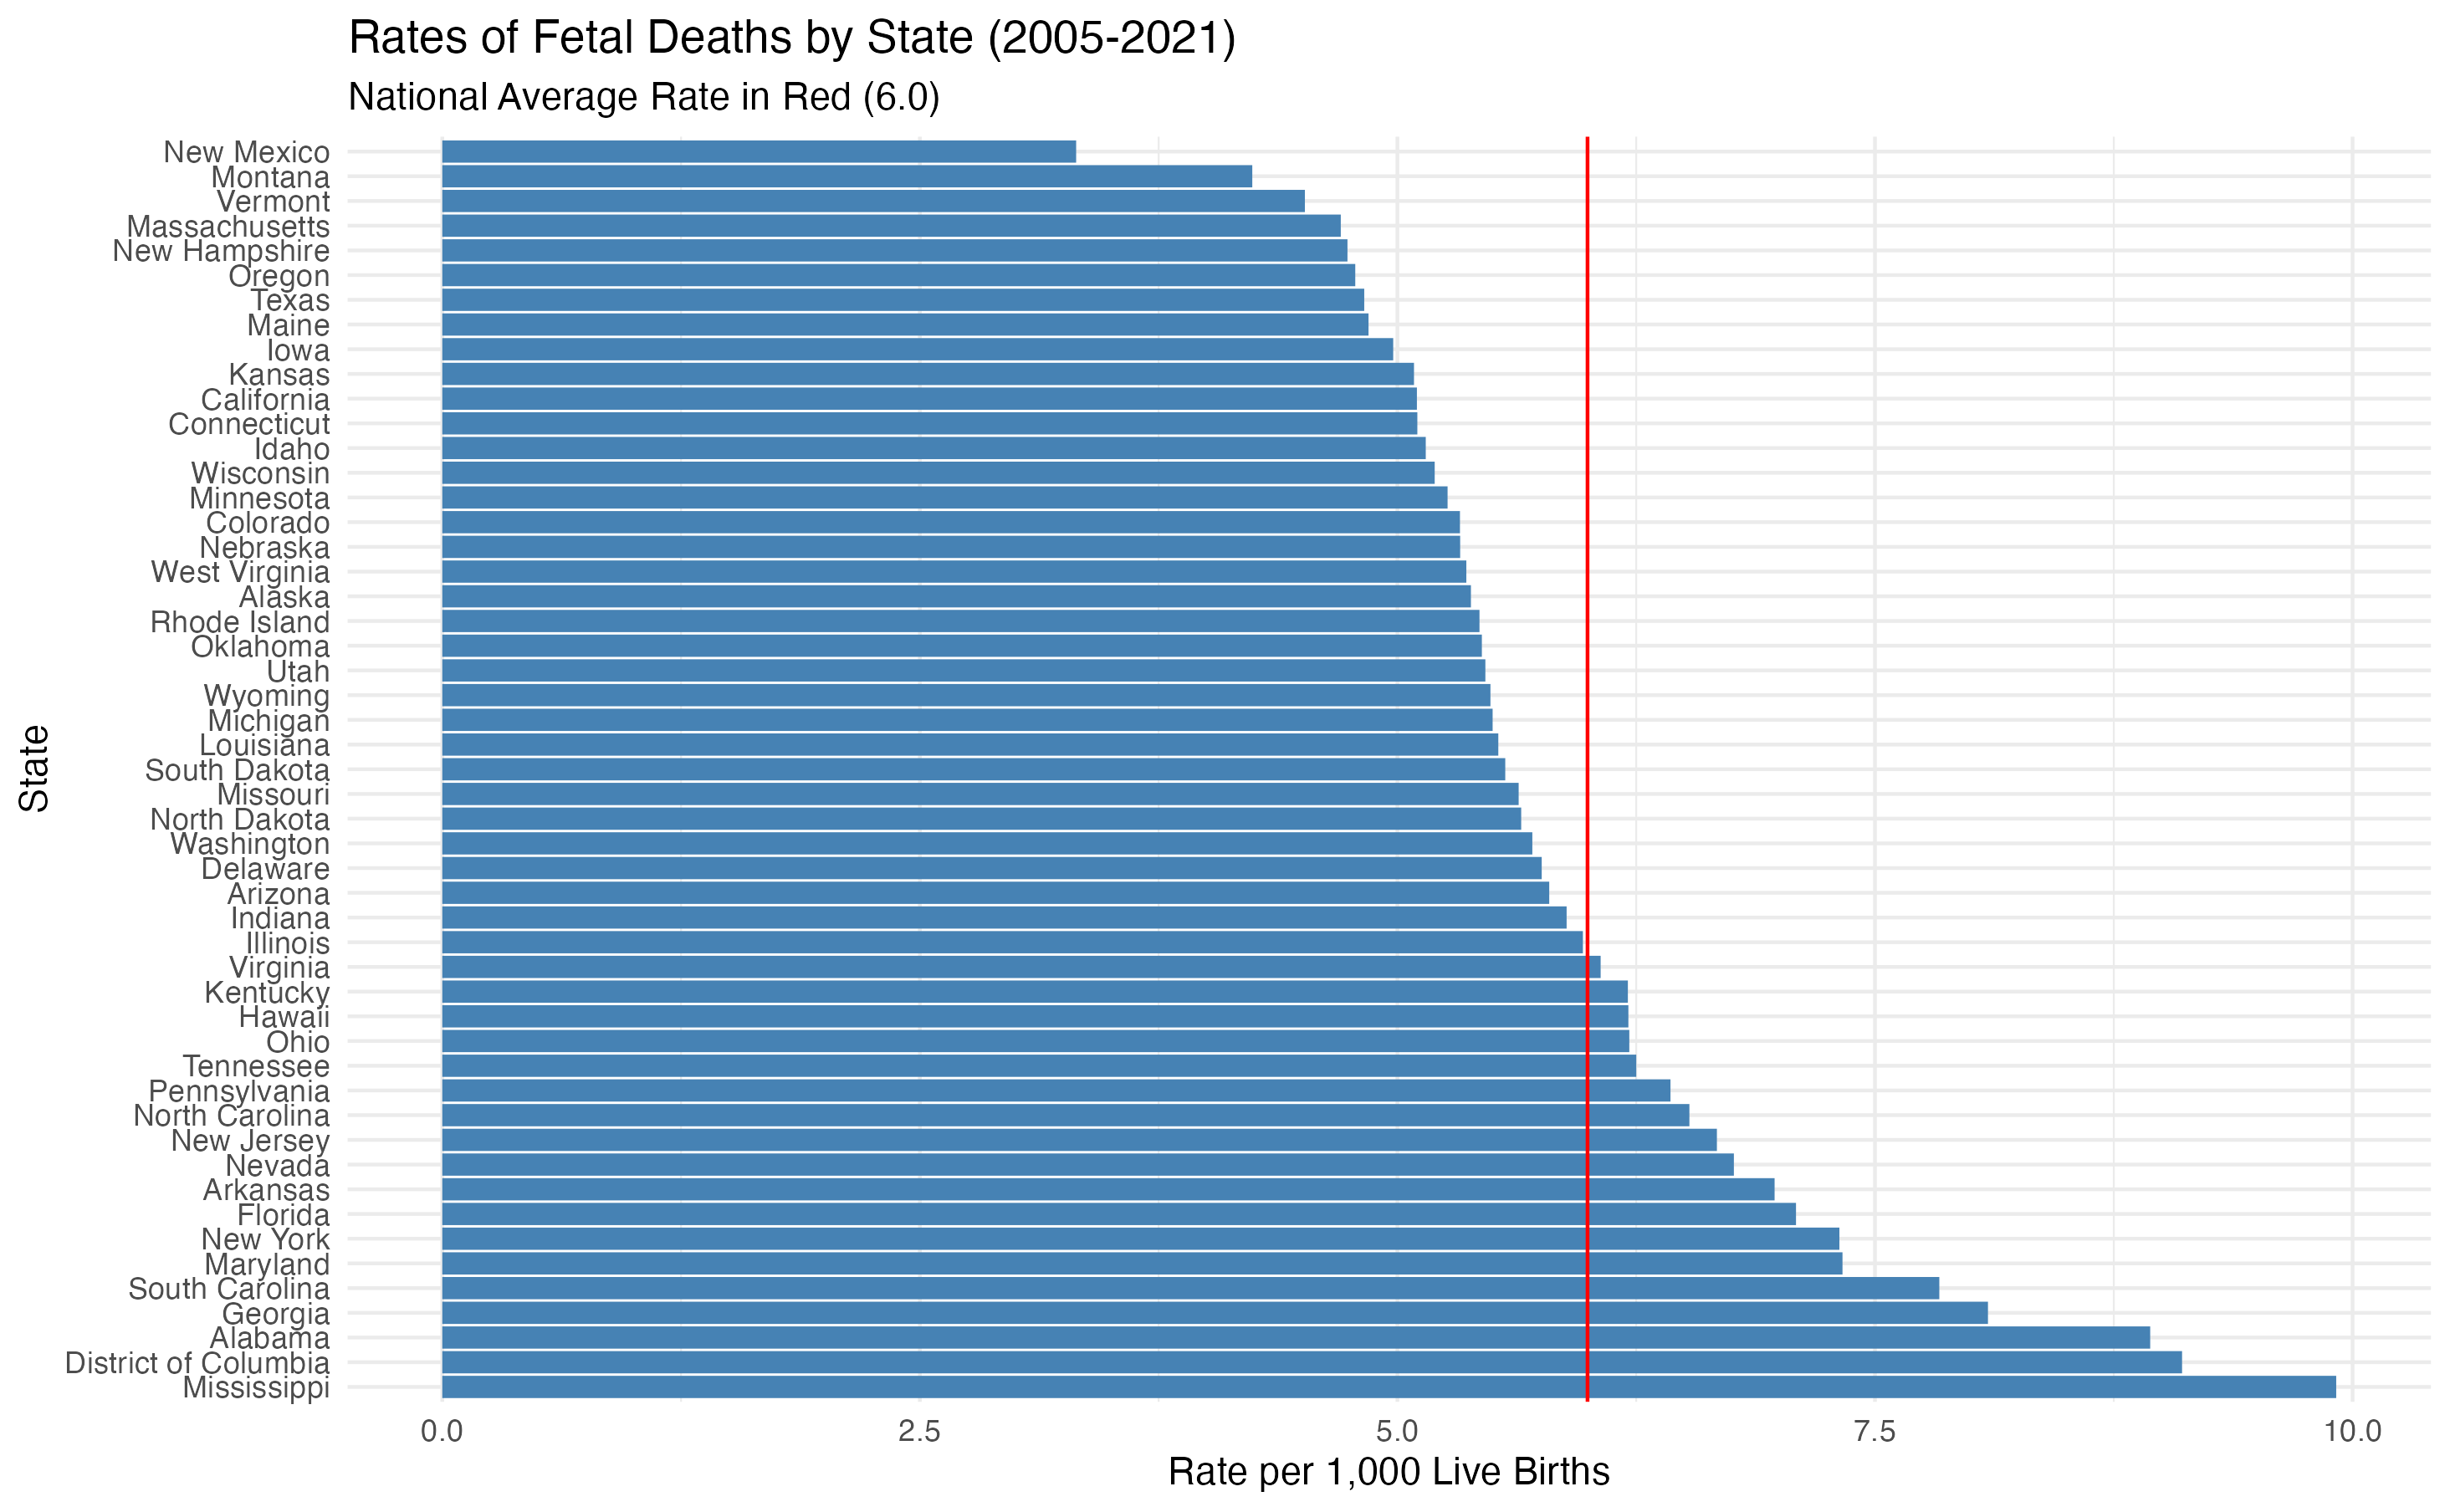 Rates of Fetal Deaths by State (2005-2021)
National Average Rate in Red (6.0)
New Mexico
Montana
Vermont
Massachusetts
New Hampshire
Oregon
Texas
Maine
Iowa
Kansas
California
Connecticut
Idaho
Wisconsin
Minnesota
Colorado
Nebraska
West Virginia
Alaska
Rhode Island
Oklahoma
Utah
Wyoming
Michigan
Louisiana
South Dakota
Missouri
North Dakota
Washington
Delaware
Arizona
Indiana
Illinois
Virginia
Kentucky
Hawaii
Ohio
Tennessee
Pennsylvania
North Carolina
New Jersey
Nevada
Arkansas
Florida
New York
Maryland
South Carolina
Georgia
Alabama
District of Columbia
Mississippi
State
0.0 2.5 5.0 7.5 10.0
Rate per 1,000 Live Births